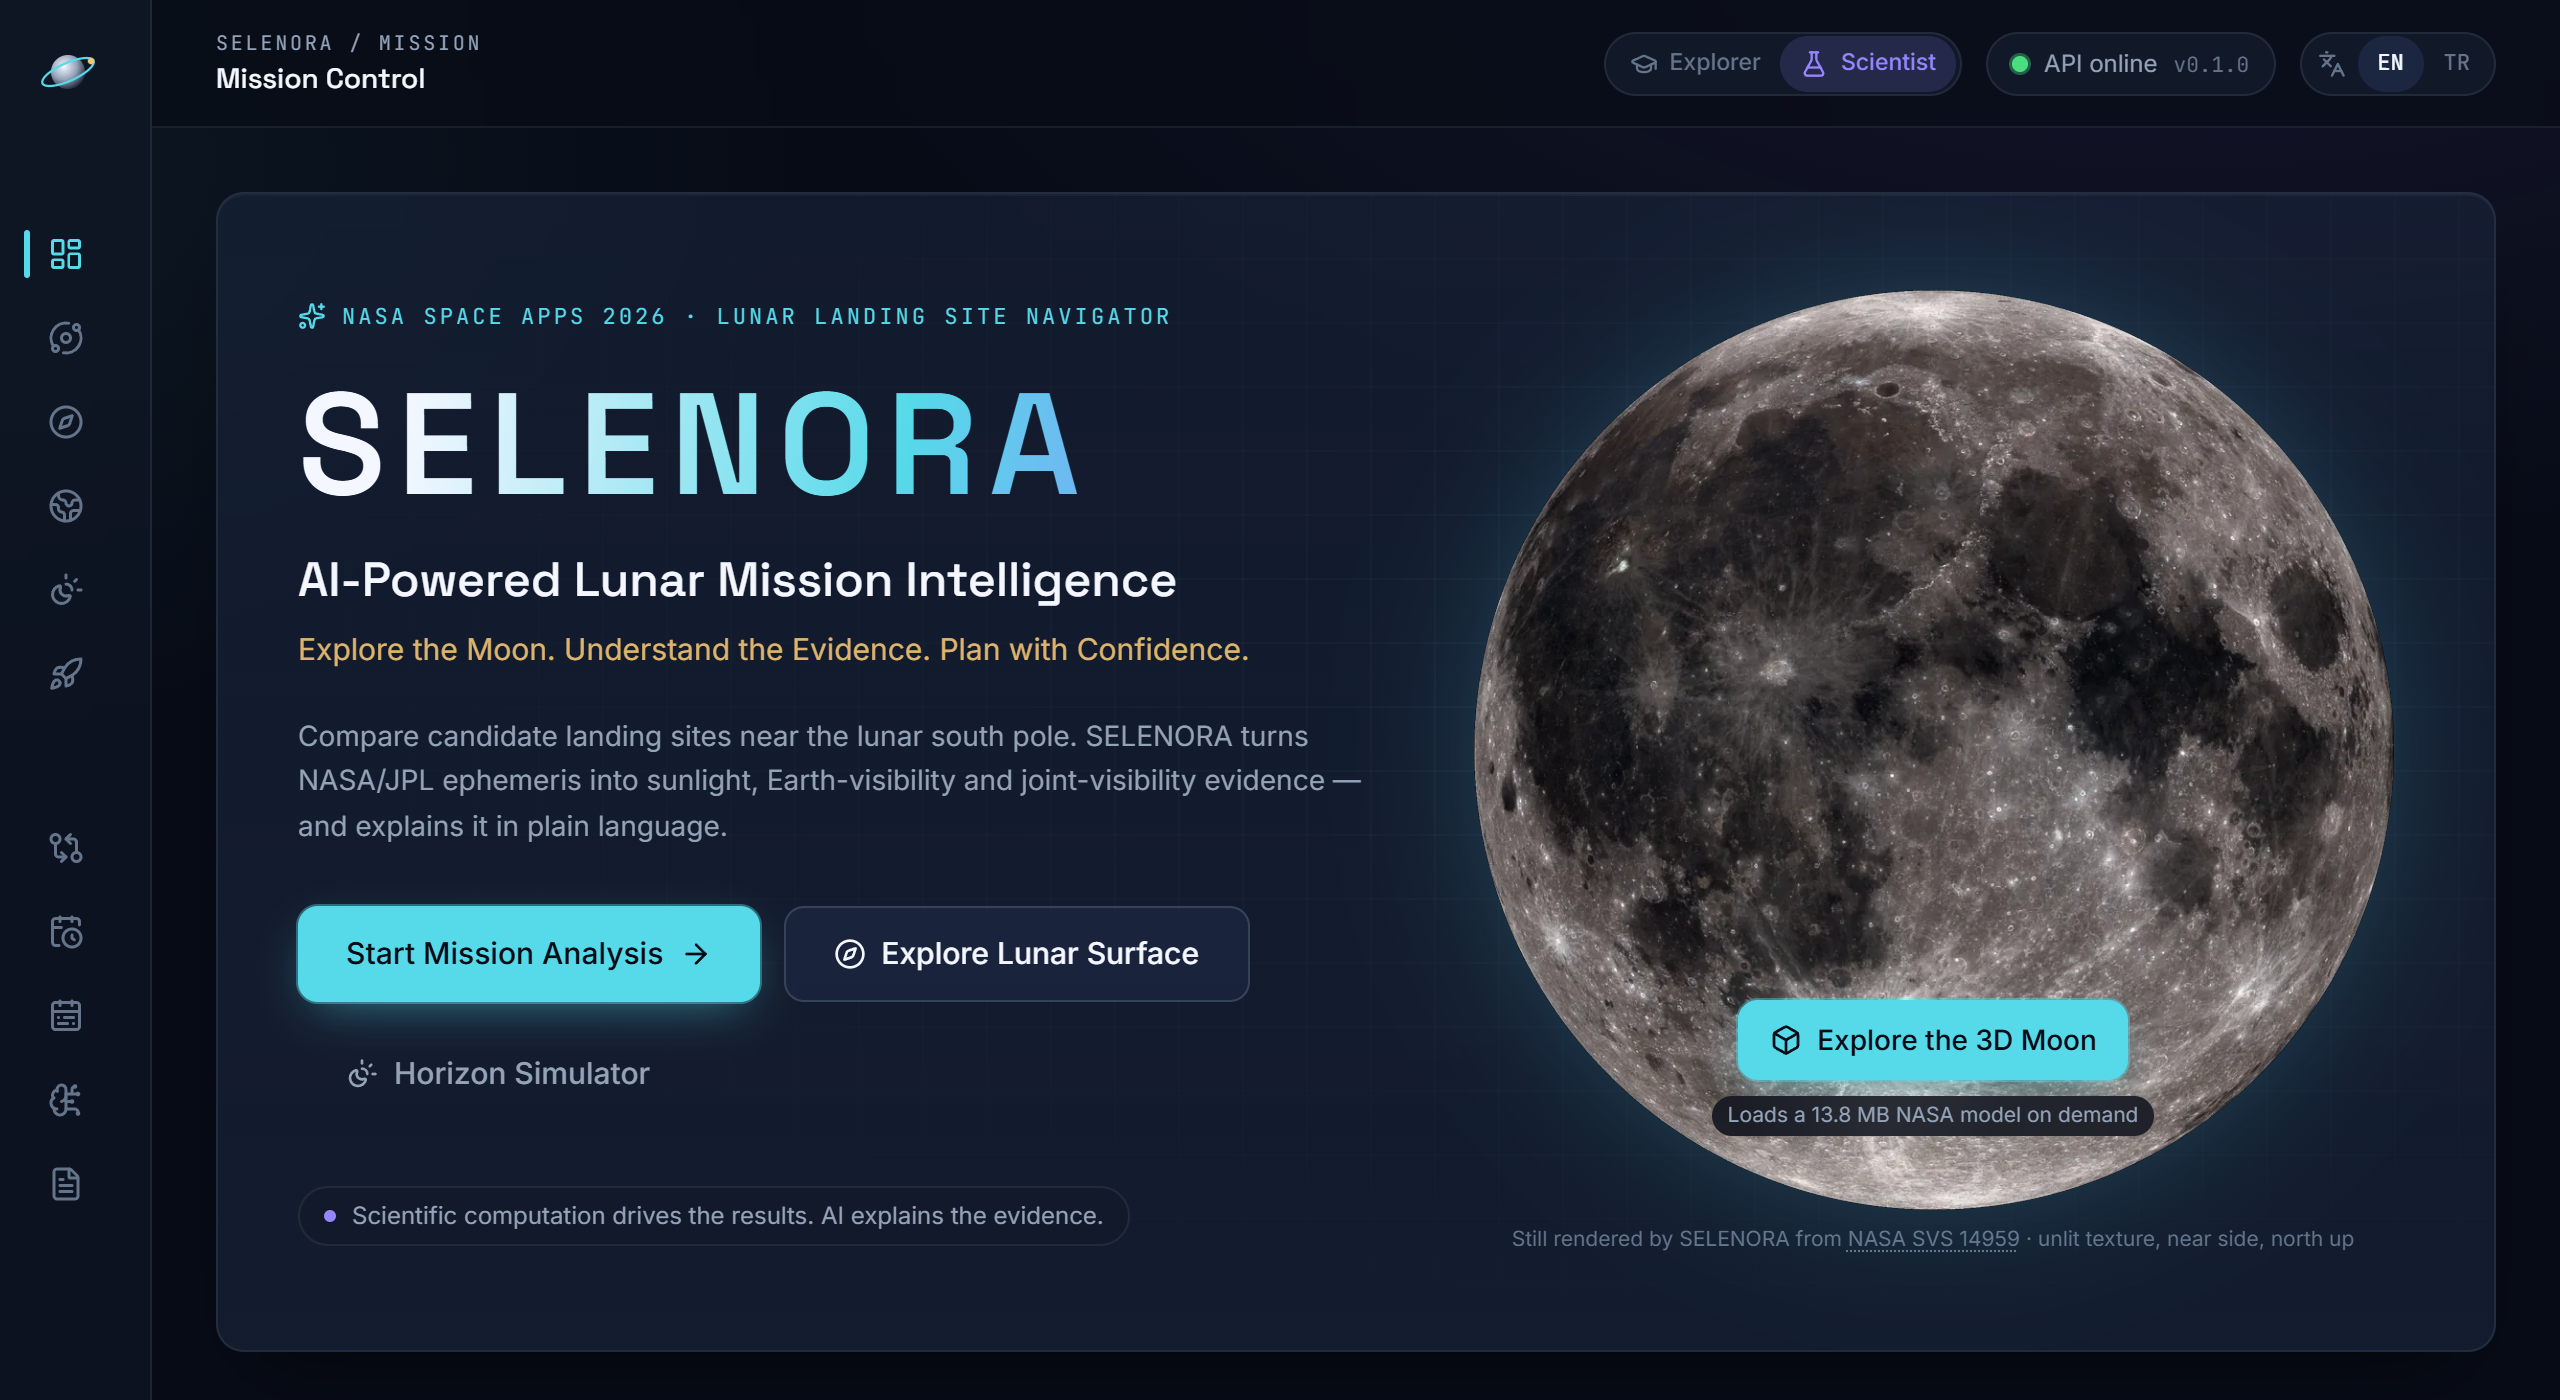 SELENORA / MISSION
Mission Control
Explorer
Scientist
API online v0.1.0
EN
TR
NASA SPACE APPS 2026 · LUNAR LANDING SITE NAVIGATOR
SELENORA
AI-Powered Lunar Mission Intelligence
Explore the Moon. Understand the Evidence. Plan with Confidence.
Compare candidate landing sites near the lunar south pole. SELENORA turns
NASA/JPL ephemeris into sunlight, Earth-visibility and joint-visibility evidence —
and explains it in plain language.
Start Mission Analysis →
Explore Lunar Surface
Horizon Simulator
Scientific computation drives the results. AI explains the evidence.
Explore the 3D Moon
Loads a 13.8 MB NASA model on demand
Still rendered by SELENORA from NASA SVS 14959 · unlit texture, near side, north up